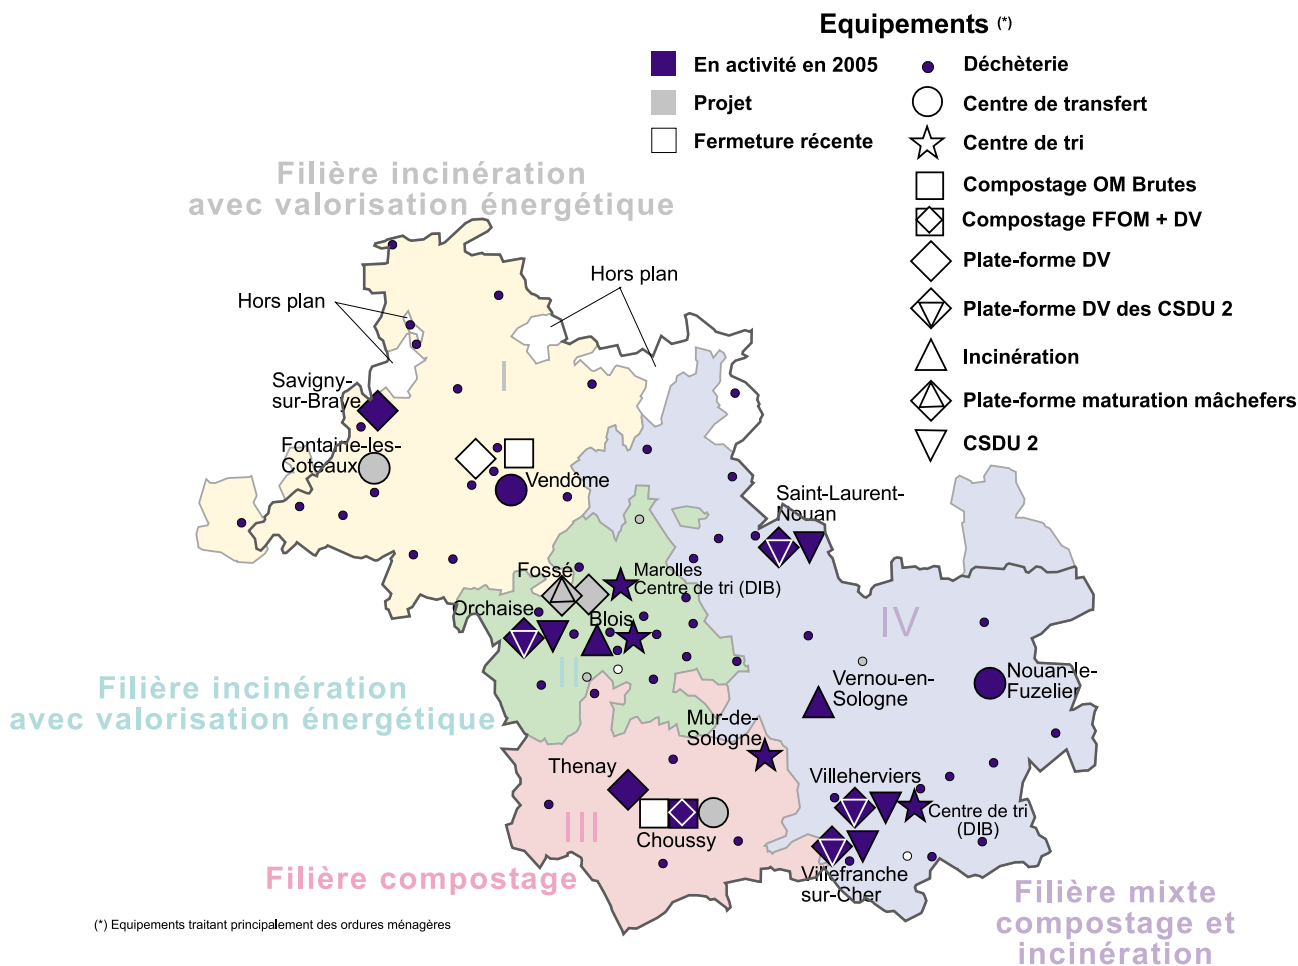 Equipements (*)
En activité en 2005
Projet
Fermeture récente
Déchèterie
Centre de transfert
Centre de tri
Compostage OM Brutes
Compostage FFOM + DV
Plate-forme DV
Plate-forme DV des CSDU 2
Incinération
Plate-forme maturation mâchefers
CSDU 2
Filière incinération
avec valorisation énergétique
Hors plan
Hors plan
I
Savigny-
sur-Braye
Fontaine-les-
Coteaux
Vendôme
Saint-Laurent-
Nouan
Fossé
Marolles
Centre de tri (DIB)
Orchaise
Blois
II
IV
Filière incinération
avec valorisation énergétique
Vernou-en-
Sologne
Nouan-le-
Fuzelier
Mur-de-
Sologne
Thenay
Villeherviers
Centre de tri
(DIB)
III
Choussy
Villefranche
sur-Cher
Filière compostage
Filière mixte
compostage et
incinération
(*) Equipements traitant principalement des ordures ménagères